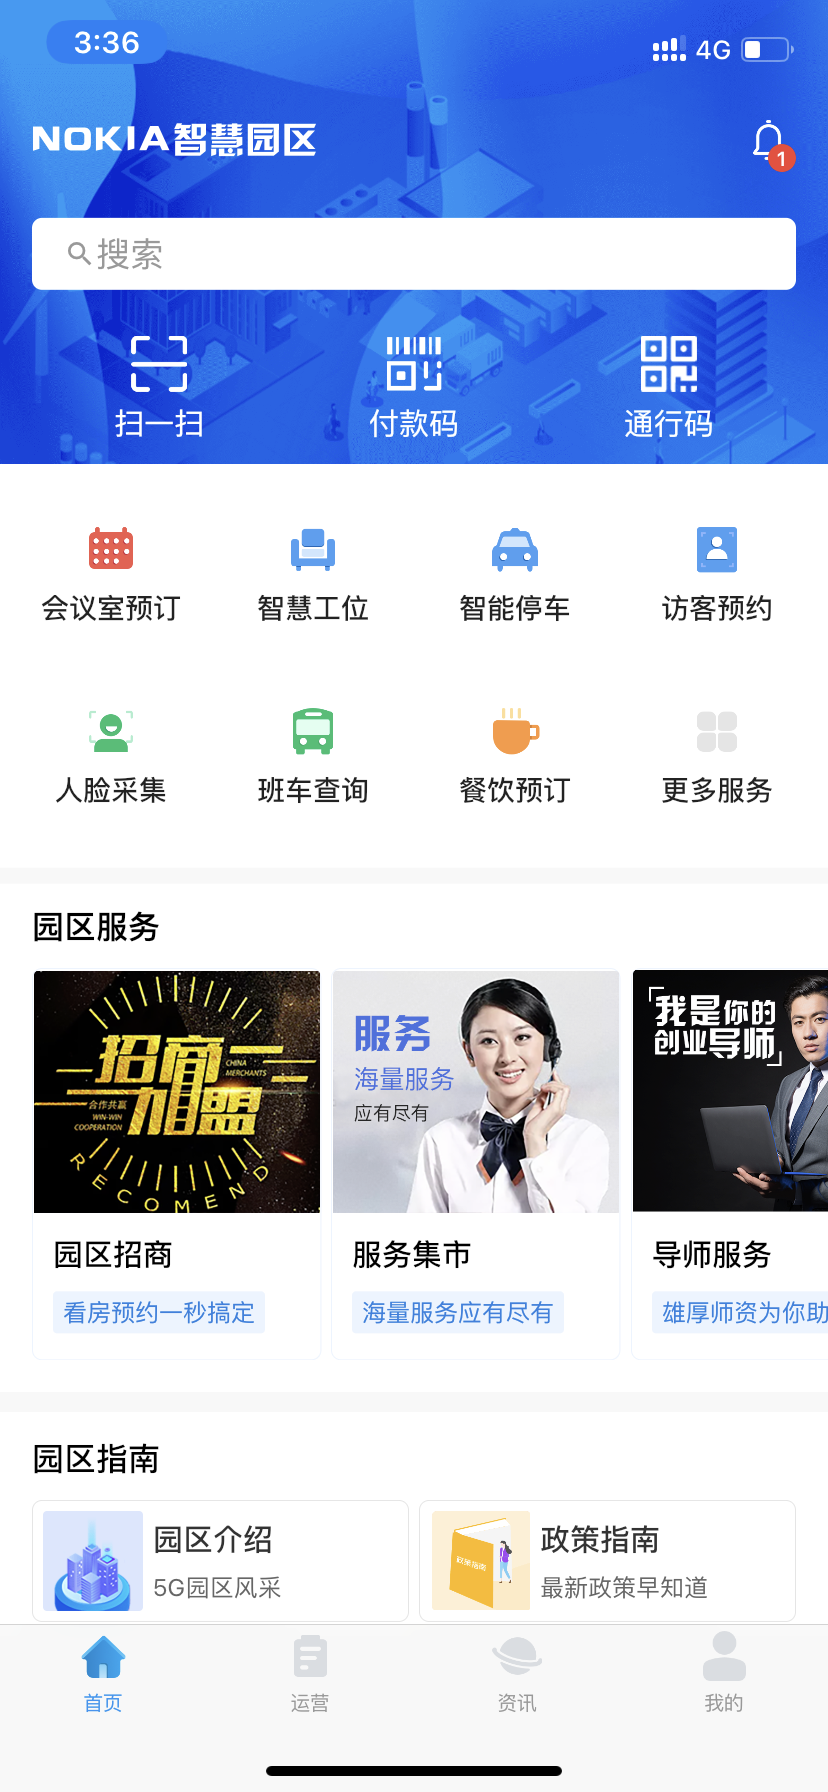 3:36
4G
NOKIA智慧园区
1
搜索
扫一扫
付款码
通行码
会议室预订
智慧工位
智能停车
访客预约
人脸采集
班车查询
餐饮预订
更多服务
园区服务
招商
加盟
CHINA
MERCHANTS
合作共赢
WIN-WIN
COOPERATION
RECOMEND
服务
海量服务
应有尽有
我是你的
创业导师
园区招商
看房预约一秒搞定
服务集市
海量服务应有尽有
导师服务
雄厚师资为你助
园区指南
园区介绍
5G园区风采
政策指南
政策指南
最新政策早知道
首页
运营
资讯
我的